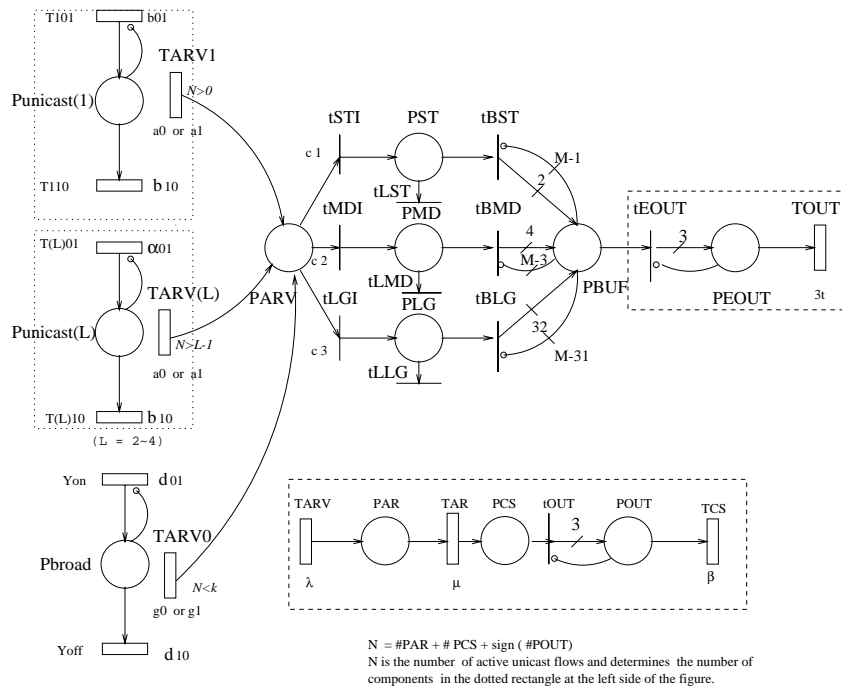 T101
b01
TARV1
N>0
Punicast(1)
a0 or a1
T110
b10
T(L)01
α01
TARV(L)
Punicast(L)
N>L-1
a0 or a1
T(L)10
b10
(L = 2~4)
Yon
d01
TARV0
Pbroad
N<k
g0 or g1
Yoff
d10
PARV
tSTI
c 1
PST
tLST
tBST
M-1
2
tMDI
c 2
PMD
tLMD
tBMD
4
M-3
tLGI
c 3
PLG
tLLG
tBLG
32
M-31
PBUF
tEOUT
3
PEOUT
TOUT
3t
TARV
PAR
TAR
PCS
tOUT
3
POUT
TCS
λ
μ
β
N = #PAR + # PCS + sign ( #POUT)
N is the number of active unicast flows and determines the number of
components in the dotted rectangle at the left side of the figure.